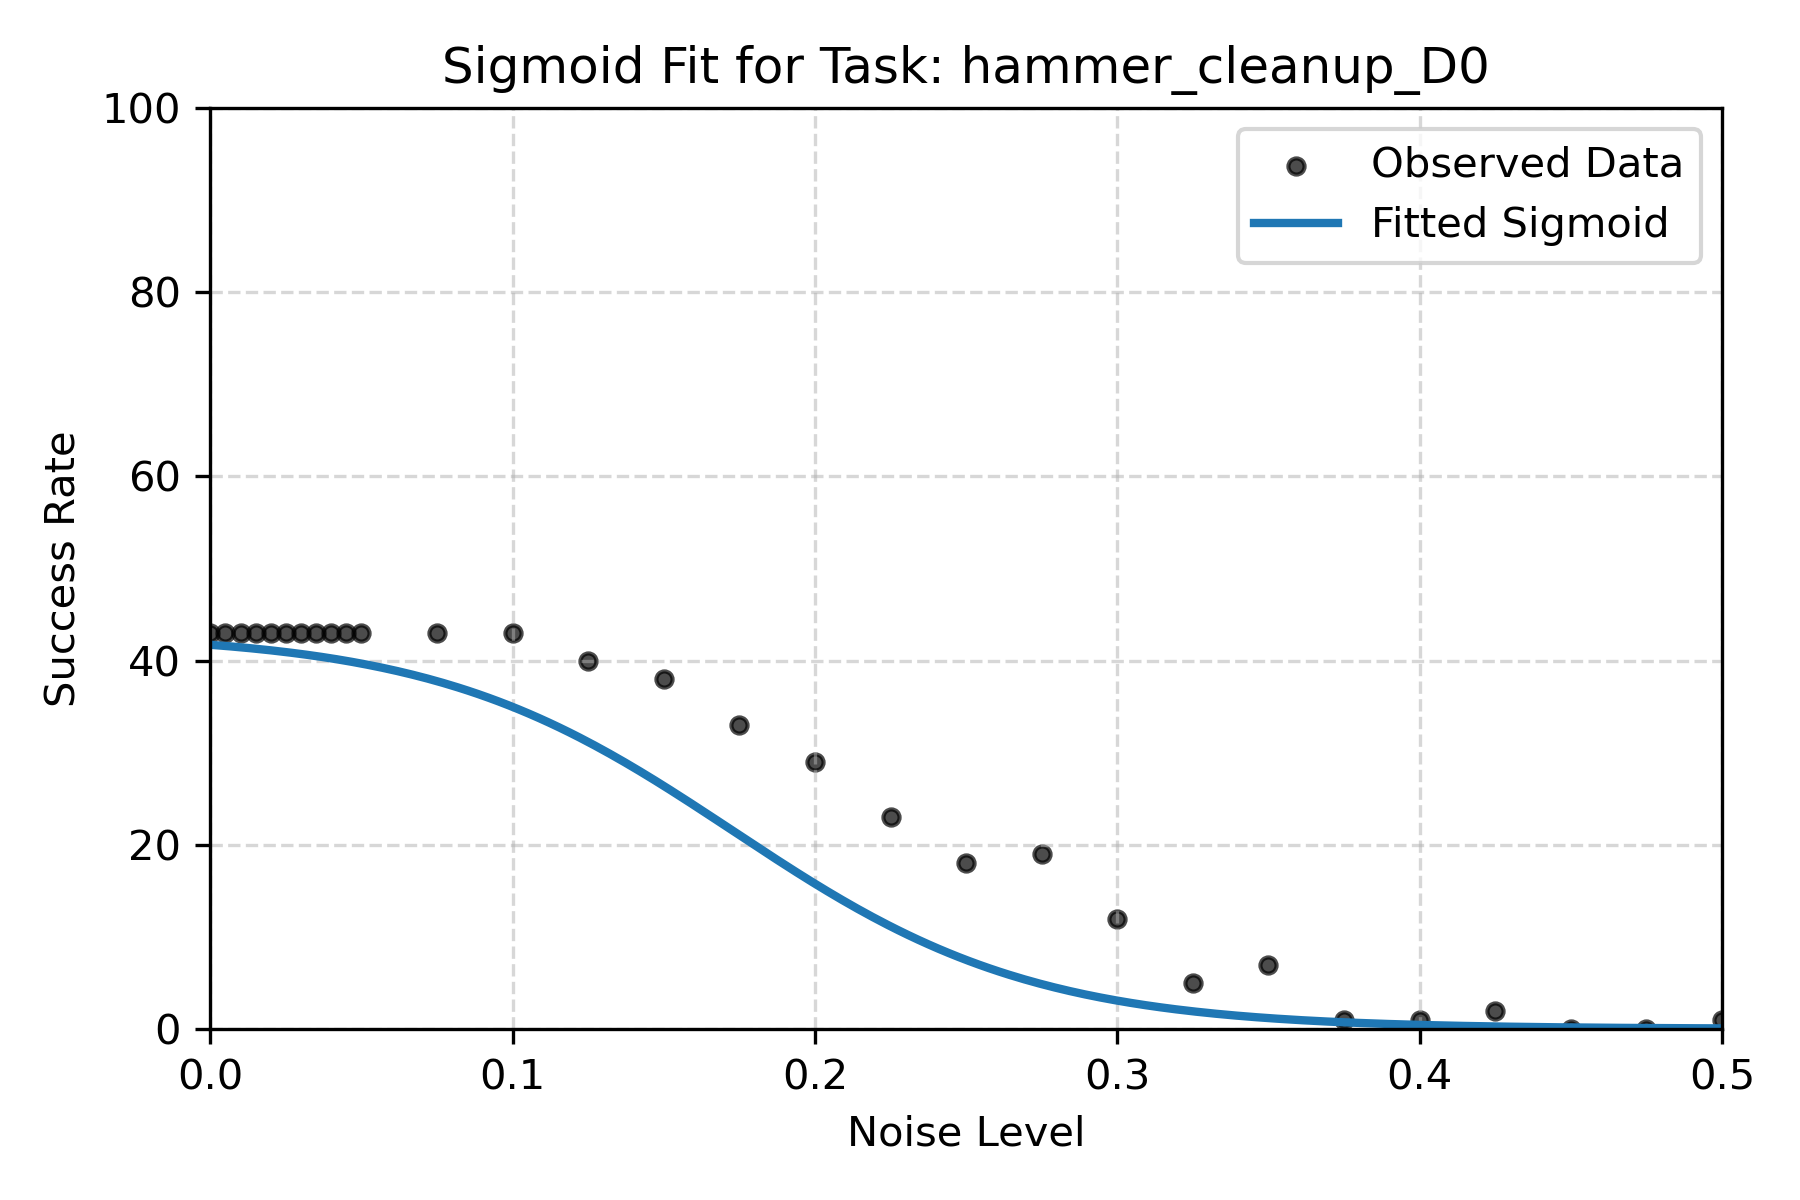 Sigmoid Fit for Task: hammer_cleanup_D0
100
80
60
40
20
0
Success Rate
Observed Data
Fitted Sigmoid
0.0 0.1 0.2 0.3 0.4 0.5
Noise Level